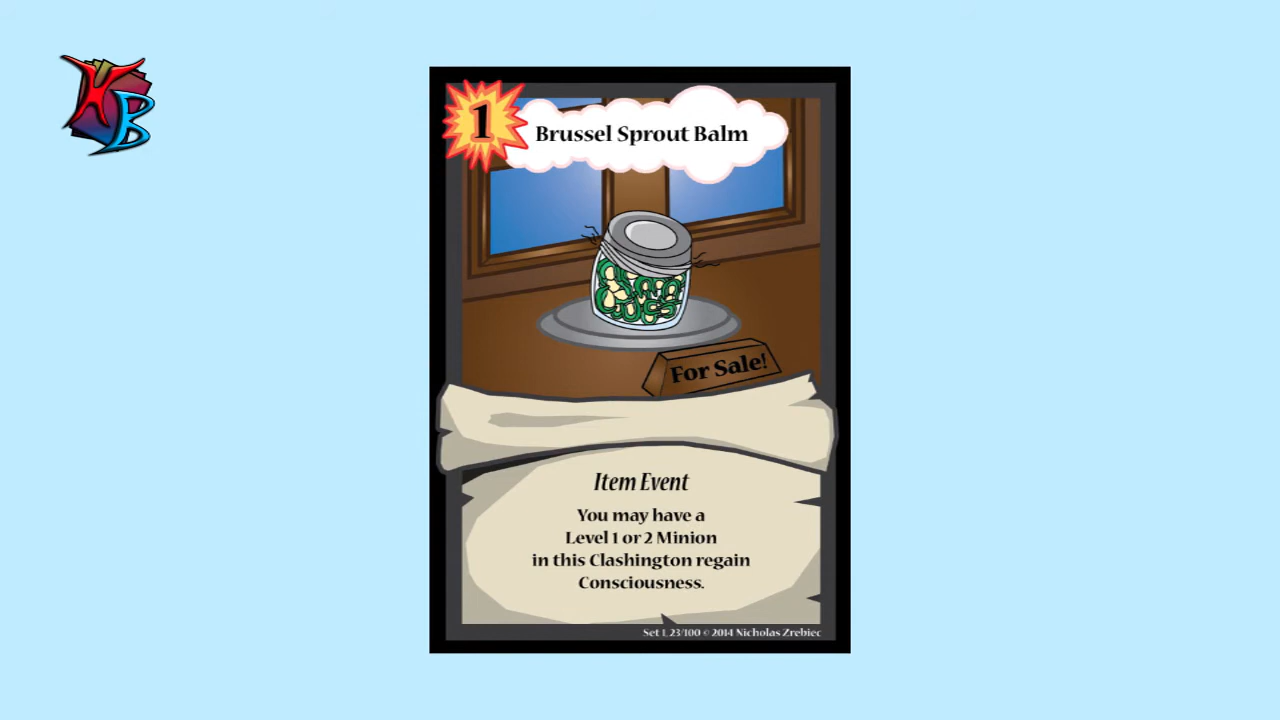 KB
1
Brussel Sprout Balm
For Sale!
Item Event
You may have a
Level 1 or 2 Minion
in this Clashington regain
Consciousness.
Set 1, 23/100 © 2014 Nicholas Zrebiec